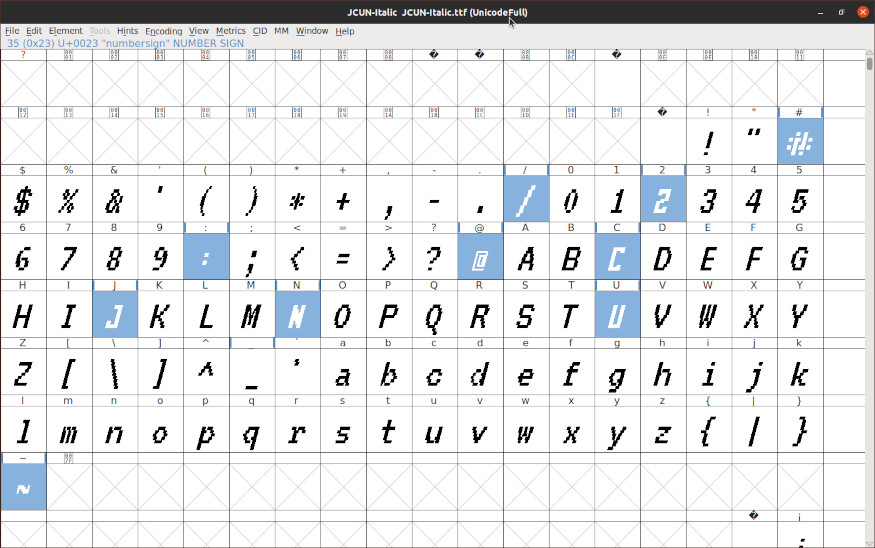 JCUN-Italic JCUN-Italic.ttf (UnicodeFull)
File Edit Element Tools Hints Encoding View Metrics CID MM Window Help
35 (0x23) U+0023 "numbersign" NUMBER SIGN
? � � �
� ! " #
! " #
$ % & ' ( ) * + , - . / 0 1 2 3 4 5
$ % & ' ( ) * + , - . / 0 1 2 3 4 5
6 7 8 9 : ; < = > ? @ A B C D E F G
6 7 8 9 : ; < = > ? @ A B C D E F G
H I J K L M N O P Q R S T U V W X Y
H I J K L M N O P Q R S T U V W X Y
Z [ \ ] ^ _ ` a b c d e f g h i j k
Z [ \ ] ^ _ ` a b c d e f g h i j k
l m n o p q r s t u v w x y z { | }
l m n o p q r s t u v w x y z { | }
~
~
� ¡